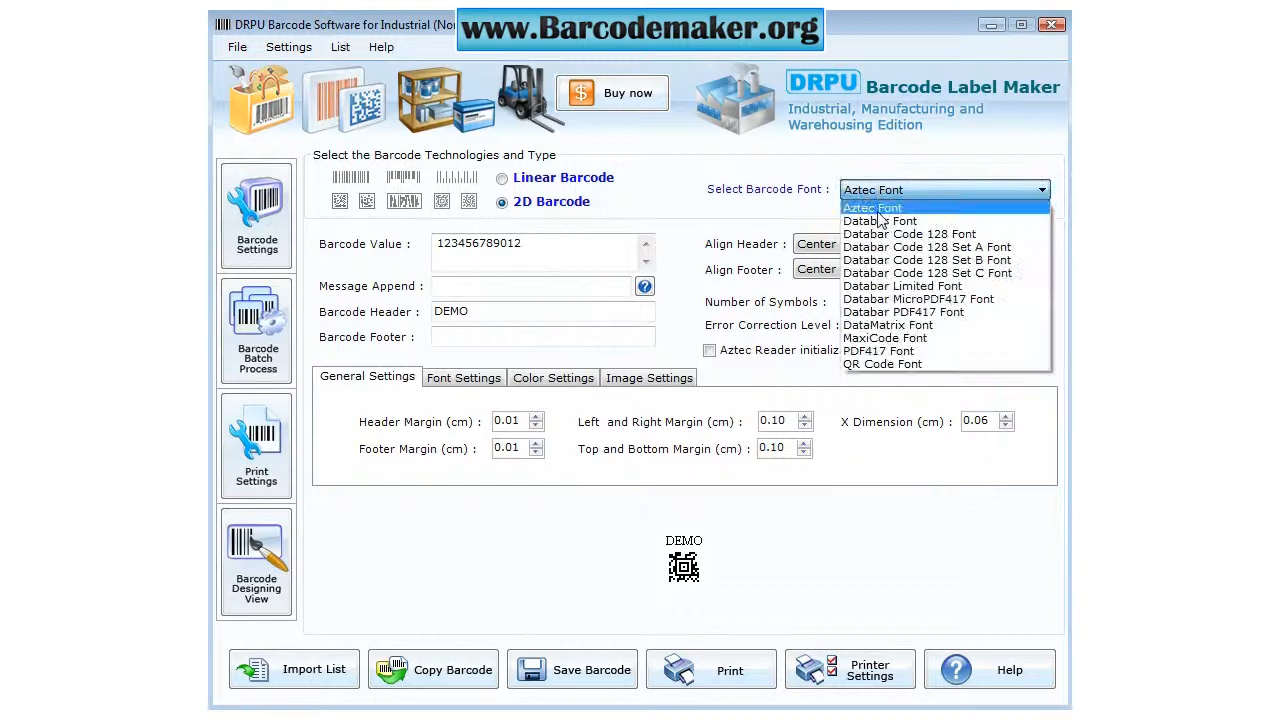 DRPU Barcode Software for Industrial (No
www.Barcodemaker.org
File Settings List Help
Buy now
DRPU Barcode Label Maker
Industrial, Manufacturing and
Warehousing Edition
Select the Barcode Technologies and Type
Linear Barcode
2D Barcode
Select Barcode Font :
Aztec Font
Aztec Font
Databar Code 128 Font
Databar Code 128 Set A Font
Databar Code 128 Set B Font
Databar Code 128 Set C Font
Databar Limited Font
Databar MicroPDF417 Font
Databar PDF417 Font
DataMatrix Font
MaxiCode Font
PDF417 Font
QR Code Font
Barcode Value : 123456789012
Message Append :
Barcode Header : DEMO
Barcode Footer :
Align Header : Center
Align Footer : Center
Number of Symbols :
Error Correction Level :
Aztec Reader initializ
General Settings Font Settings Color Settings Image Settings
Header Margin (cm) : 0.01 Left and Right Margin (cm) : 0.10 X Dimension (cm) : 0.06
Footer Margin (cm) : 0.01 Top and Bottom Margin (cm) : 0.10
DEMO
Barcode
Settings
Barcode
Batch
Process
Print
Settings
Barcode
Designing
View
Import List
Copy Barcode
Save Barcode
Print
Printer
Settings
Help